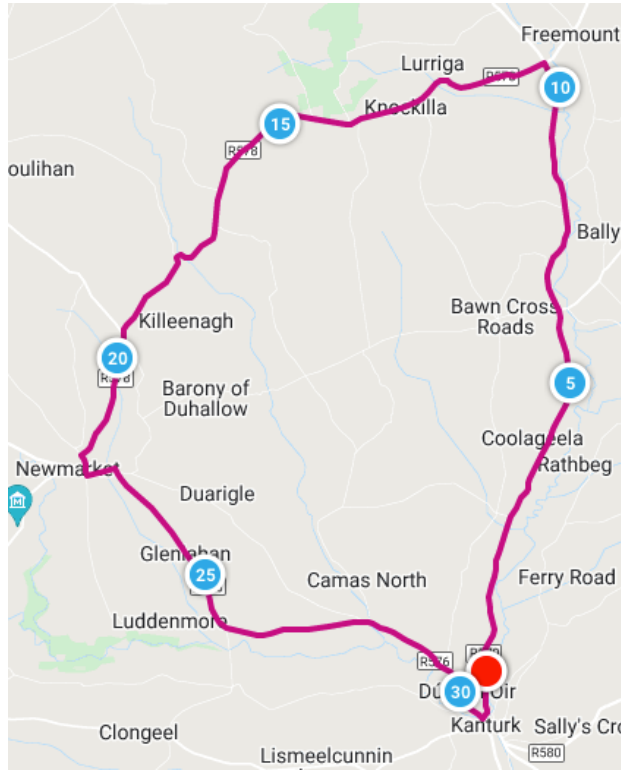 Freemount
Lurriga
R578
10
Knockilla
15
R578
oulihan
Bally
Bawn Cross
Roads
Killeenagh
20
R578
5
Barony of
Duhallow
Coolageela
Rathbeg
Newmarket
Duarigle
M
Glenlahan
25
Camas North
Ferry Road
Luddenmore
R576
30
Kanturk
Sally's Cro
Clongeel
R580
Lismeelcunnin